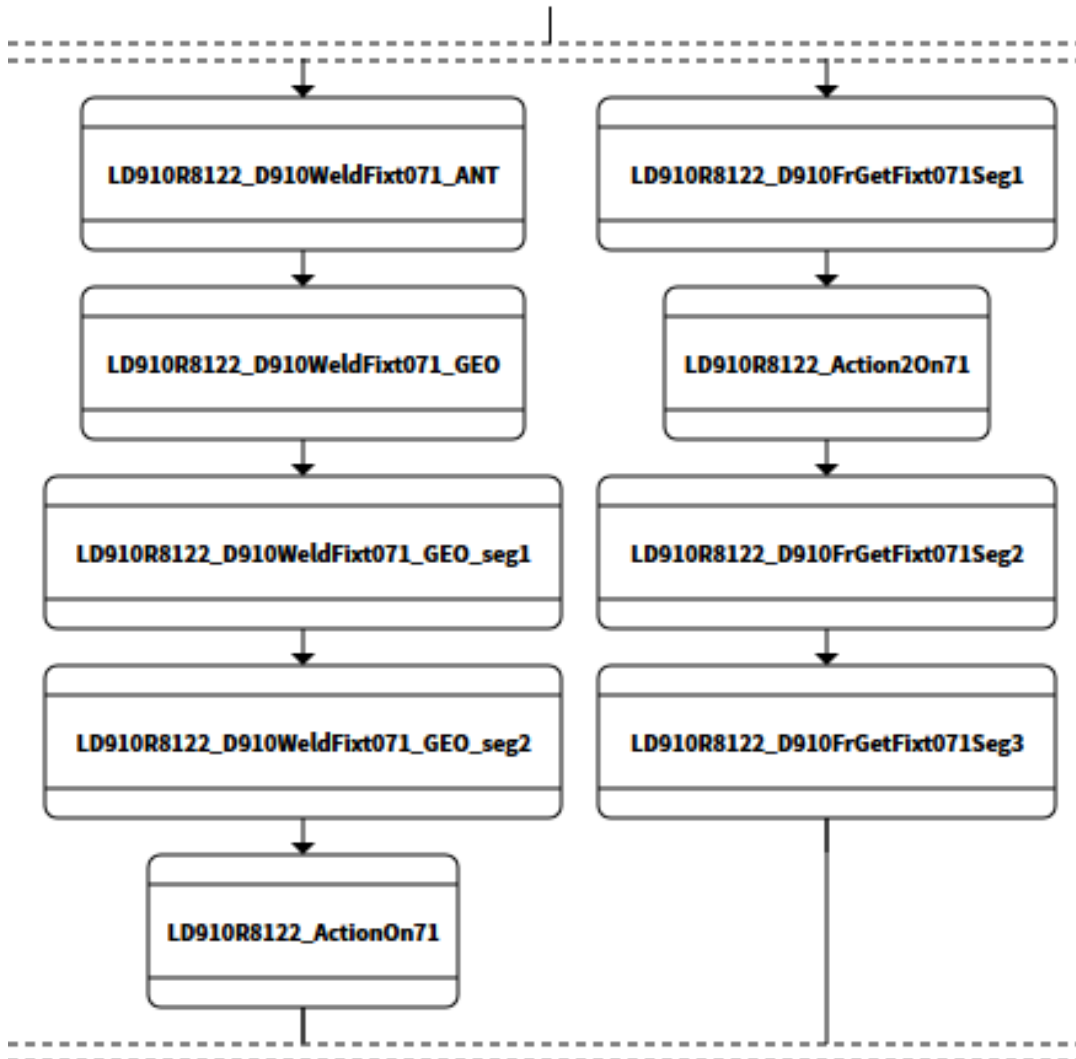 LD910R8122_D910WeldFixt071_ANT
LD910R8122_D910FrGetFixt071Seg1
LD910R8122_D910WeldFixt071_GEO
LD910R8122_Action2On71
LD910R8122_D910WeldFixt071_GEO_seg1
LD910R8122_D910FrGetFixt071Seg2
LD910R8122_D910WeldFixt071_GEO_seg2
LD910R8122_D910FrGetFixt071Seg3
LD910R8122_ActionOn71